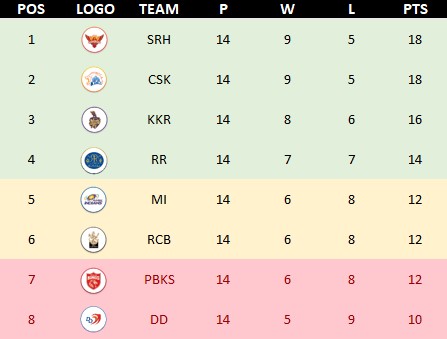 POS LOGO TEAM P W L PTS
1 SRH 14 9 5 18
2 CSK 14 9 5 18
3 KKR 14 8 6 16
4 RR 14 7 7 14
5 MI 14 6 8 12
6 RCB 14 6 8 12
7 PBKS 14 6 8 12
8 DD 14 5 9 10